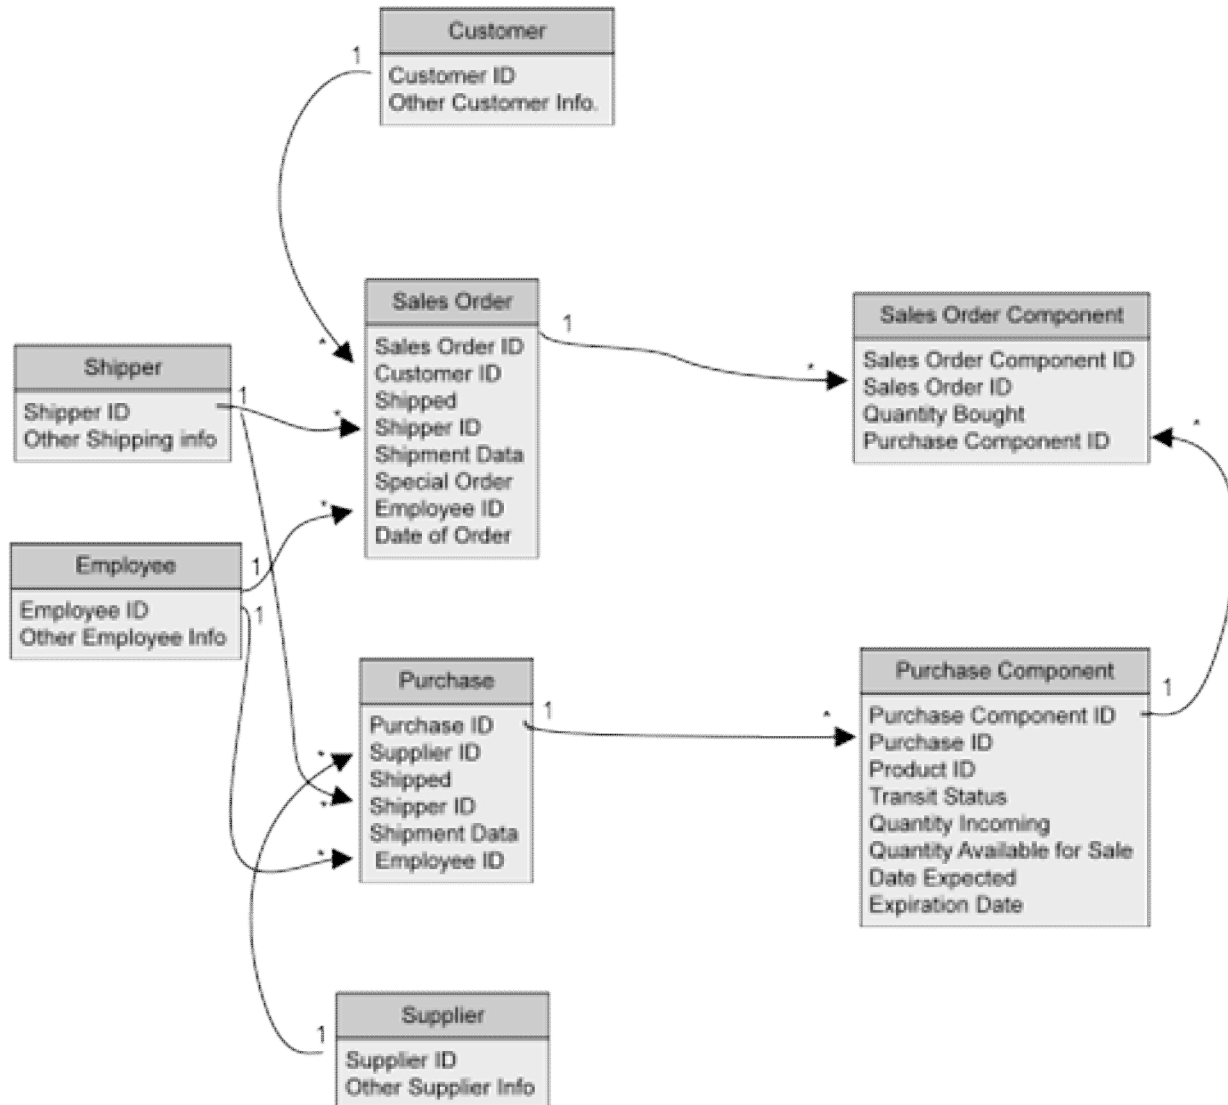 Customer
Customer ID
Other Customer Info.
1
*
Sales Order
Sales Order ID
Customer ID
Shipped
Shipper ID
Shipment Data
Special Order
Employee ID
Date of Order
1
*
Sales Order Component
Sales Order Component ID
Sales Order ID
Quantity Bought
Purchase Component ID
*
Shipper
Shipper ID
Other Shipping info
1
*
Employee
Employee ID
Other Employee Info
1
*
1
Purchase
Purchase ID
Supplier ID
Shipped
Shipper ID
Shipment Data
Employee ID
*
*
*
1
*
Purchase Component
Purchase Component ID
Purchase ID
Product ID
Transit Status
Quantity Incoming
Quantity Available for Sale
Date Expected
Expiration Date
1
Supplier
Supplier ID
Other Supplier Info
1